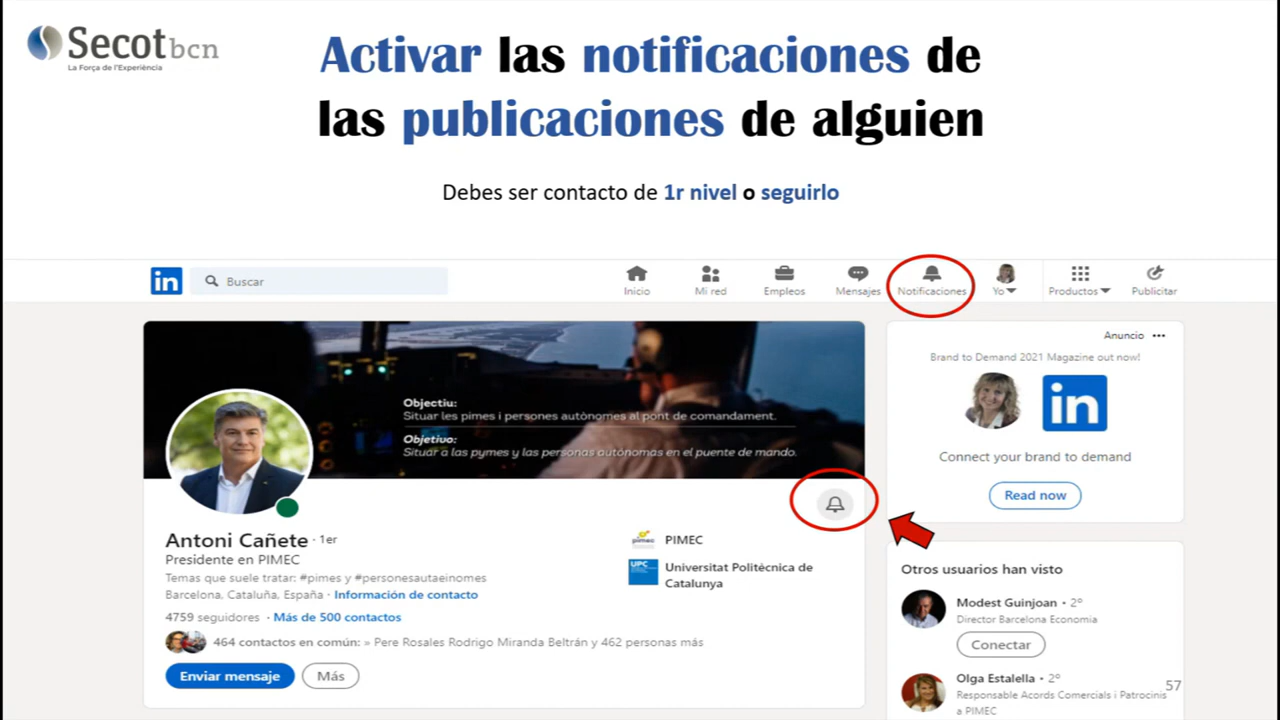 Secot bcn
La Força de l'Experiència
Activar las notificaciones de
las publicaciones de alguien
Debes ser contacto de 1r nivel o seguirlo
in
Buscar
Inicio
Mi red
Empleos
Mensajes
Notificaciones
Yo
Productos
Publicitar
Objectiu:
Situar les pimes i persones autònomes al pont de comandament.
Objetivo:
Situar a las pymes y las personas autónomas en el puente de mando.
Antoni Cañete · 1er
Presidente en PIMEC
Temas que suele tratar: #pimes y #personesautaeinomes
Barcelona, Cataluña, España · Información de contacto
4759 seguidores · Más de 500 contactos
464 contactos en común: » Pere Rosales Rodrigo Miranda Beltrán y 462 personas más
Enviar mensaje
Más
pimec
PIMEC
UPC
Universitat Politècnica de
Catalunya
Anuncio •••
Brand to Demand 2021 Magazine out now!
in
Connect your brand to demand
Read now
Otros usuarios han visto
Modest Guinjoan • 2º
Director Barcelona Economia
Conectar
Olga Estalella • 2º
Responsable Acords Comercials i Patrocinis
a PIMEC
57